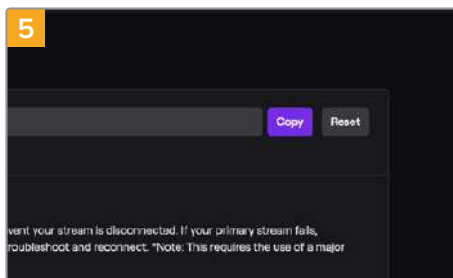 5
Copy Reset
vent your stream is disconnected. If your primary stream fails,
roubleshoot and reconnect. *Note: This requires the use of a major